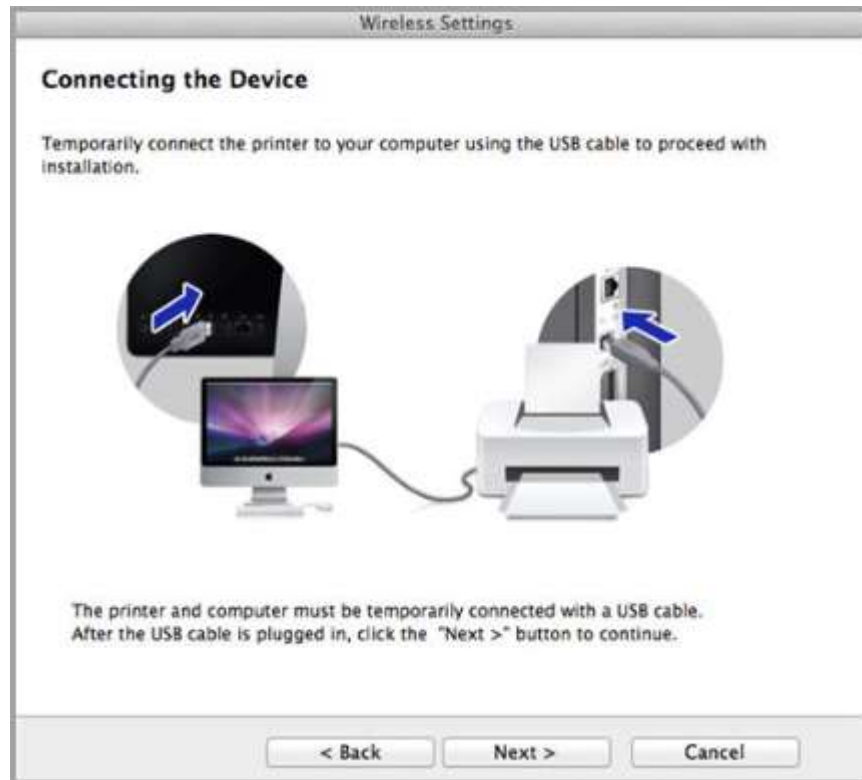 Wireless Settings
Connecting the Device
Temporarily connect the printer to your computer using the USB cable to proceed with
installation.
The printer and computer must be temporarily connected with a USB cable.
After the USB cable is plugged in, click the "Next >" button to continue.
< Back Next > Cancel